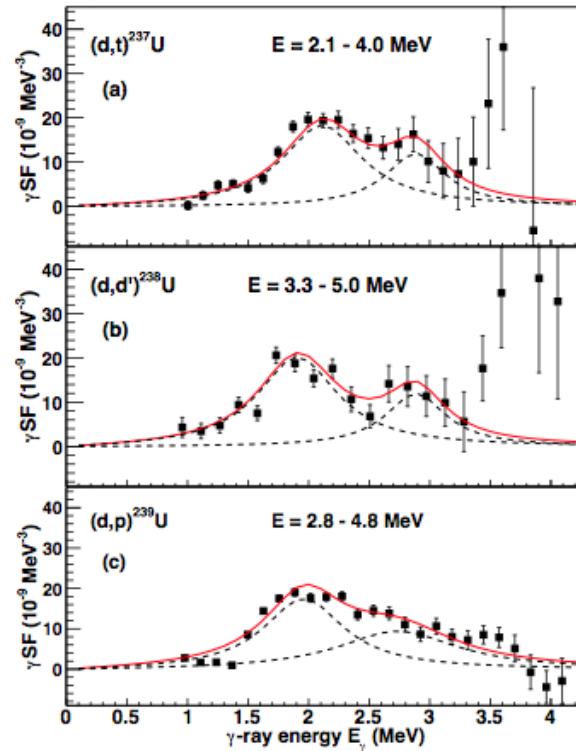 (d,t)²³⁷U E = 2.1 - 4.0 MeV
(a)
γSF (10⁻⁹ MeV⁻³)
40
30
20
10
0
(d,d')²³⁸U E = 3.3 - 5.0 MeV
(b)
γSF (10⁻⁹ MeV⁻³)
40
30
20
10
0
(d,p)²³⁹U E = 2.8 - 4.8 MeV
(c)
γSF (10⁻⁹ MeV⁻³)
40
30
20
10
0
0 0.5 1 1.5 2 2.5 3 3.5 4
γ-ray energy Eᵧ (MeV)